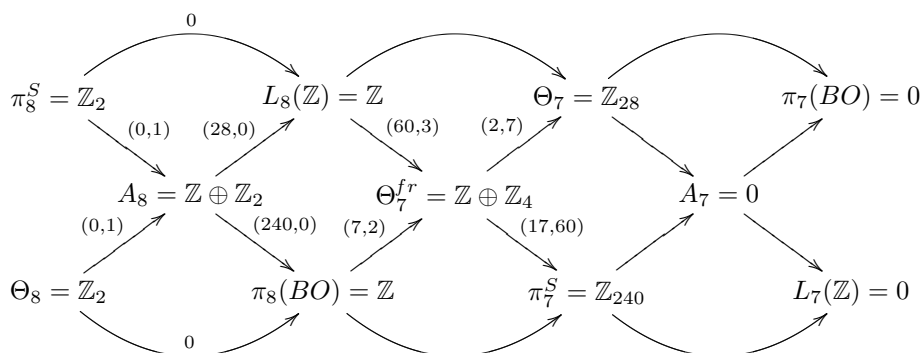 0
π_8^S = ℤ_2 L_8(ℤ) = ℤ Θ_7 = ℤ_28 π_7(BO) = 0
(0,1) (28,0) (60,3) (2,7)
A_8 = ℤ ⊕ ℤ_2 Θ_7^{fr} = ℤ ⊕ ℤ_4 A_7 = 0
(0,1) (240,0) (7,2) (17,60)
Θ_8 = ℤ_2 π_8(BO) = ℤ π_7^S = ℤ_240 L_7(ℤ) = 0
0